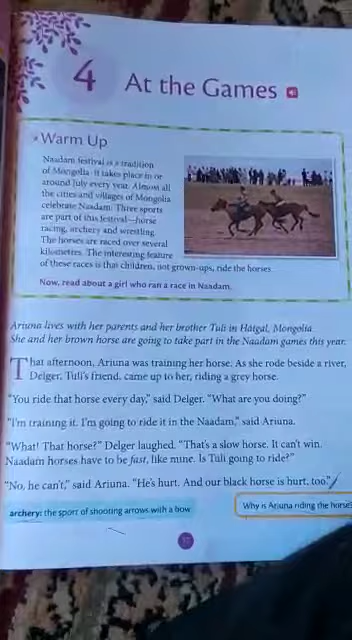 4 At the Games
Warm Up
Naadam festival is a tradition
of Mongolia. It takes place in or
around July every year. Almost all
the cities and villages of Mongolia
celebrate Naadam. Three sports
are part of this festival—horse
racing, archery and wrestling.
The horses are raced over several
kilometres. The interesting feature
of these races is that children, not grown-ups, ride the horses.
Now, read about a girl who ran a race in Naadam.
Ariuna lives with her parents and her brother Tuli in Hatgal, Mongolia.
She and her brown horse are going to take part in the Naadam games this year.
That afternoon, Ariuna was training her horse. As she rode beside a river,
Delger, Tuli's friend, came up to her, riding a grey horse.
"You ride that horse every day," said Delger. "What are you doing?"
"I'm training it. I'm going to ride it in the Naadam," said Ariuna.
"What! That horse?" Delger laughed. "That's a slow horse. It can't win.
Naadam horses have to be fast, like mine. Is Tuli going to ride?"
"No, he can't," said Ariuna. "He's hurt. And our black horse is hurt, too."
archery: the sport of shooting arrows with a bow
Why is Ariuna riding the horse?